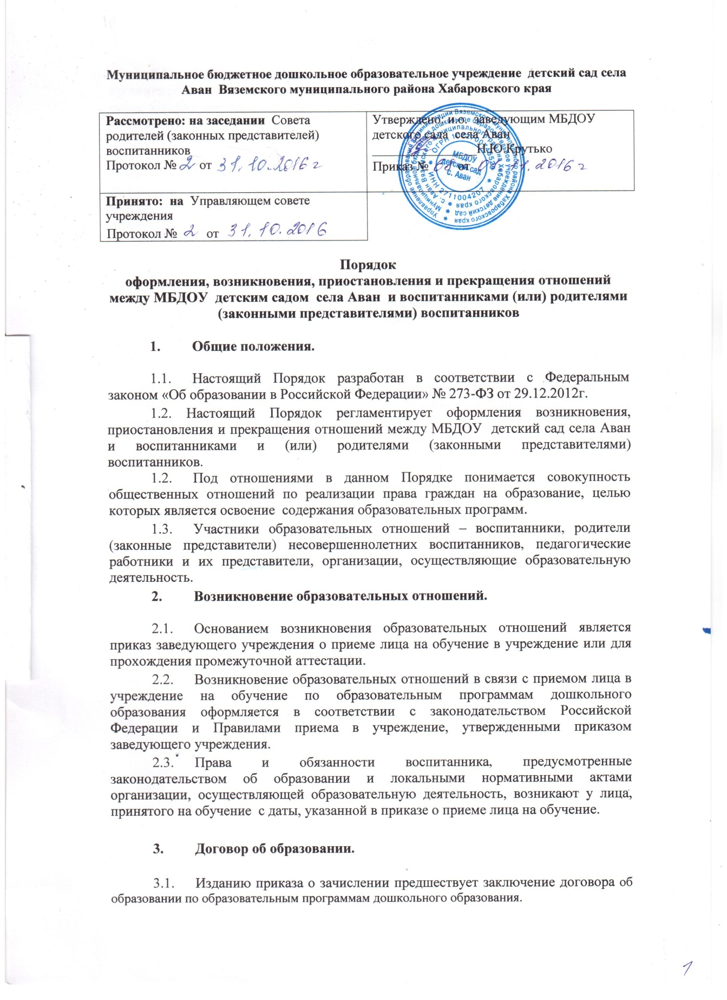 Муниципальное бюджетное дошкольное образовательное учреждение детский сад села
Аван Вяземского муниципального района Хабаровского края
Рассмотрено: на заседании Совета
родителей (законных представителей)
воспитанников
Протокол № 2 от 31.10.2016 г
Утверждено: и.о. заведующим МБДОУ
детского сада села Аван
Н.Ю.Крутько
Приказ № от 11.2016 г
МБДОУ
детский сад
с. Аван
ИНН 2711004207
Принято: на Управляющем совете
учреждения
Протокол № 2 от 31.10.2016
Порядок
оформления, возникновения, приостановления и прекращения отношений
между МБДОУ детским садом села Аван и воспитанниками (или) родителями
(законными представителями) воспитанников
1. Общие положения.
1.1. Настоящий Порядок разработан в соответствии с Федеральным
законом «Об образовании в Российской Федерации» № 273-ФЗ от 29.12.2012г.
1.2. Настоящий Порядок регламентирует оформления возникновения,
приостановления и прекращения отношений между МБДОУ детский сад села Аван
и воспитанниками и (или) родителями (законными представителями)
воспитанников.
1.2. Под отношениями в данном Порядке понимается совокупность
общественных отношений по реализации права граждан на образование, целью
которых является освоение содержания образовательных программ.
1.3. Участники образовательных отношений – воспитанники, родители
(законные представители) несовершеннолетних воспитанников, педагогические
работники и их представители, организации, осуществляющие образовательную
деятельность.
2. Возникновение образовательных отношений.
2.1. Основанием возникновения образовательных отношений является
приказ заведующего учреждения о приеме лица на обучение в учреждение или для
прохождения промежуточной аттестации.
2.2. Возникновение образовательных отношений в связи с приемом лица в
учреждение на обучение по образовательным программам дошкольного
образования оформляется в соответствии с законодательством Российской
Федерации и Правилами приема в учреждение, утвержденными приказом
заведующего учреждения.
2.3. Права и обязанности воспитанника, предусмотренные
законодательством об образовании и локальными нормативными актами
организации, осуществляющей образовательную деятельность, возникают у лица,
принятого на обучение с даты, указанной в приказе о приеме лица на обучение.
3. Договор об образовании.
3.1. Изданию приказа о зачислении предшествует заключение договора об
образовании по образовательным программам дошкольного образования.
1